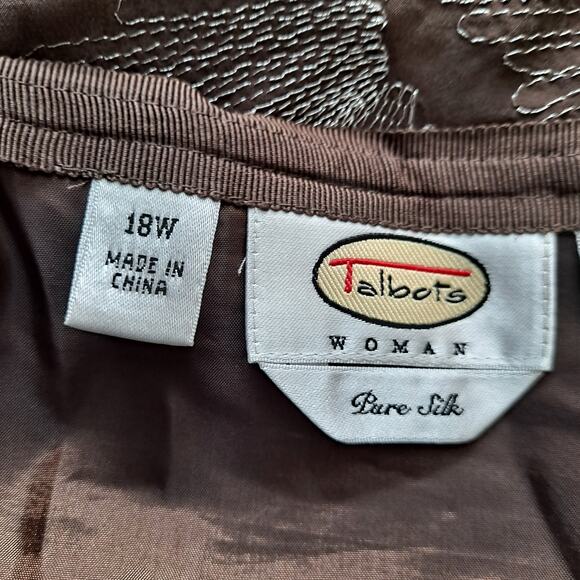 18W
MADE IN
CHINA
Talbots
WOMAN
Pure Silk